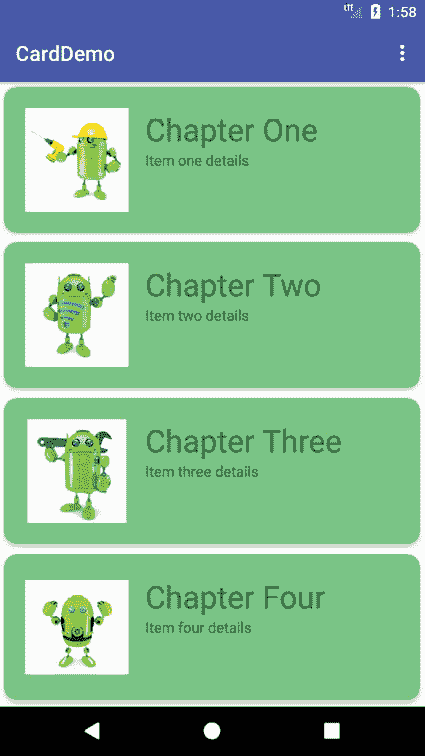 LTE 1:58
CardDemo
Chapter One
Item one details
Chapter Two
Item two details
Chapter Three
Item three details
Chapter Four
Item four details